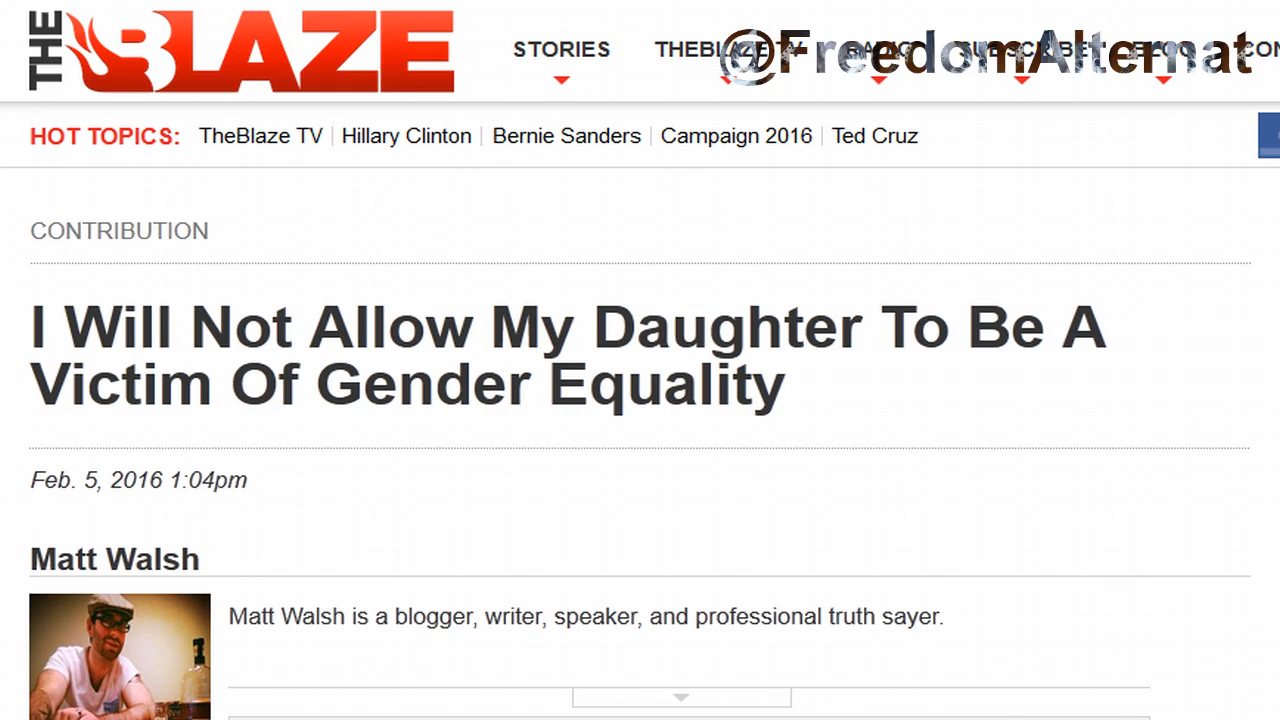 THE BLAZE
STORIES
@FreedomAlternat
HOT TOPICS: TheBlaze TV Hillary Clinton Bernie Sanders Campaign 2016 Ted Cruz
CONTRIBUTION
I Will Not Allow My Daughter To Be A
Victim Of Gender Equality
Feb. 5, 2016 1:04pm
Matt Walsh
Matt Walsh is a blogger, writer, speaker, and professional truth sayer.